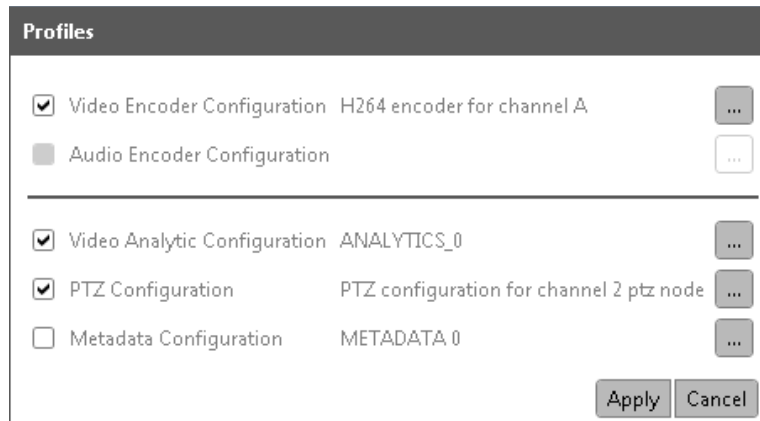 Profiles
Video Encoder Configuration H264 encoder for channel A ...
Audio Encoder Configuration ...
Video Analytic Configuration ANALYTICS_0 ...
PTZ Configuration PTZ configuration for channel 2 ptz node ...
Metadata Configuration METADATA 0 ...
Apply Cancel